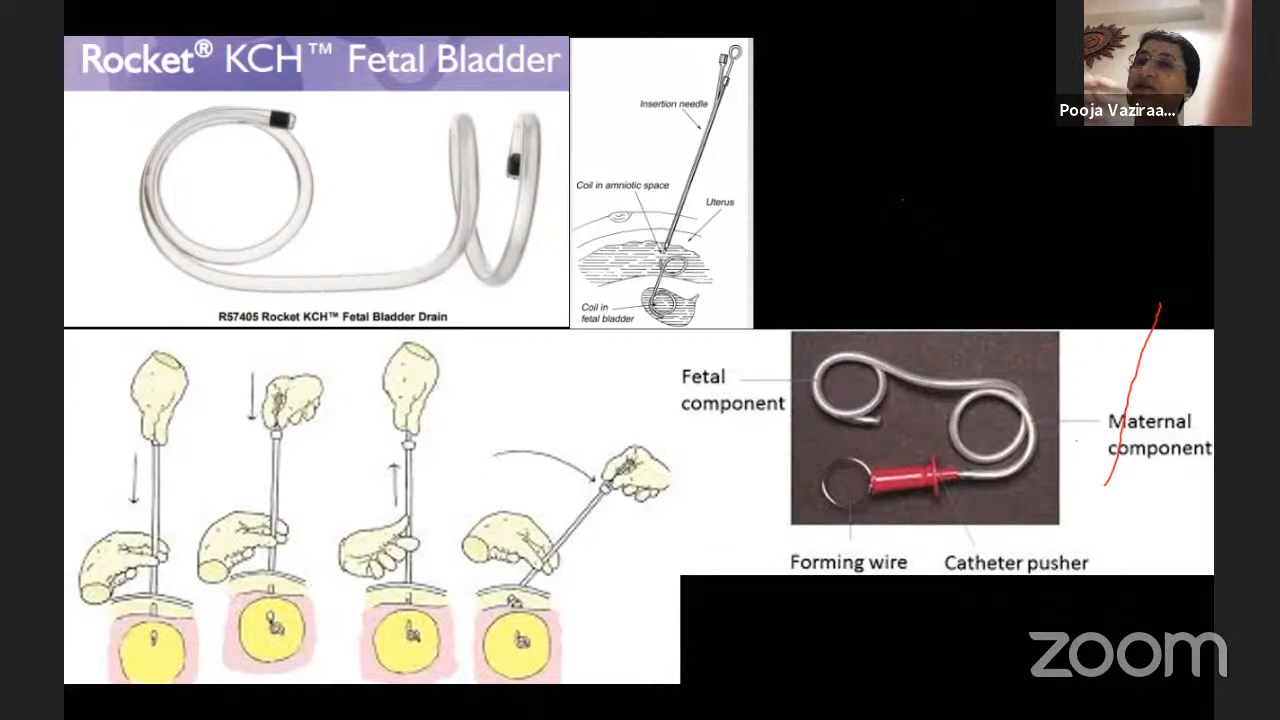 Rocket® KCH™ Fetal Bladder
Pooja Vaziraa...
Insertion needle
Coil in amniotic space
Uterus
Coil in
fetal bladder
R57405 Rocket KCH™ Fetal Bladder Drain
Fetal
component
Maternal
component
Forming wire
Catheter pusher
zoom